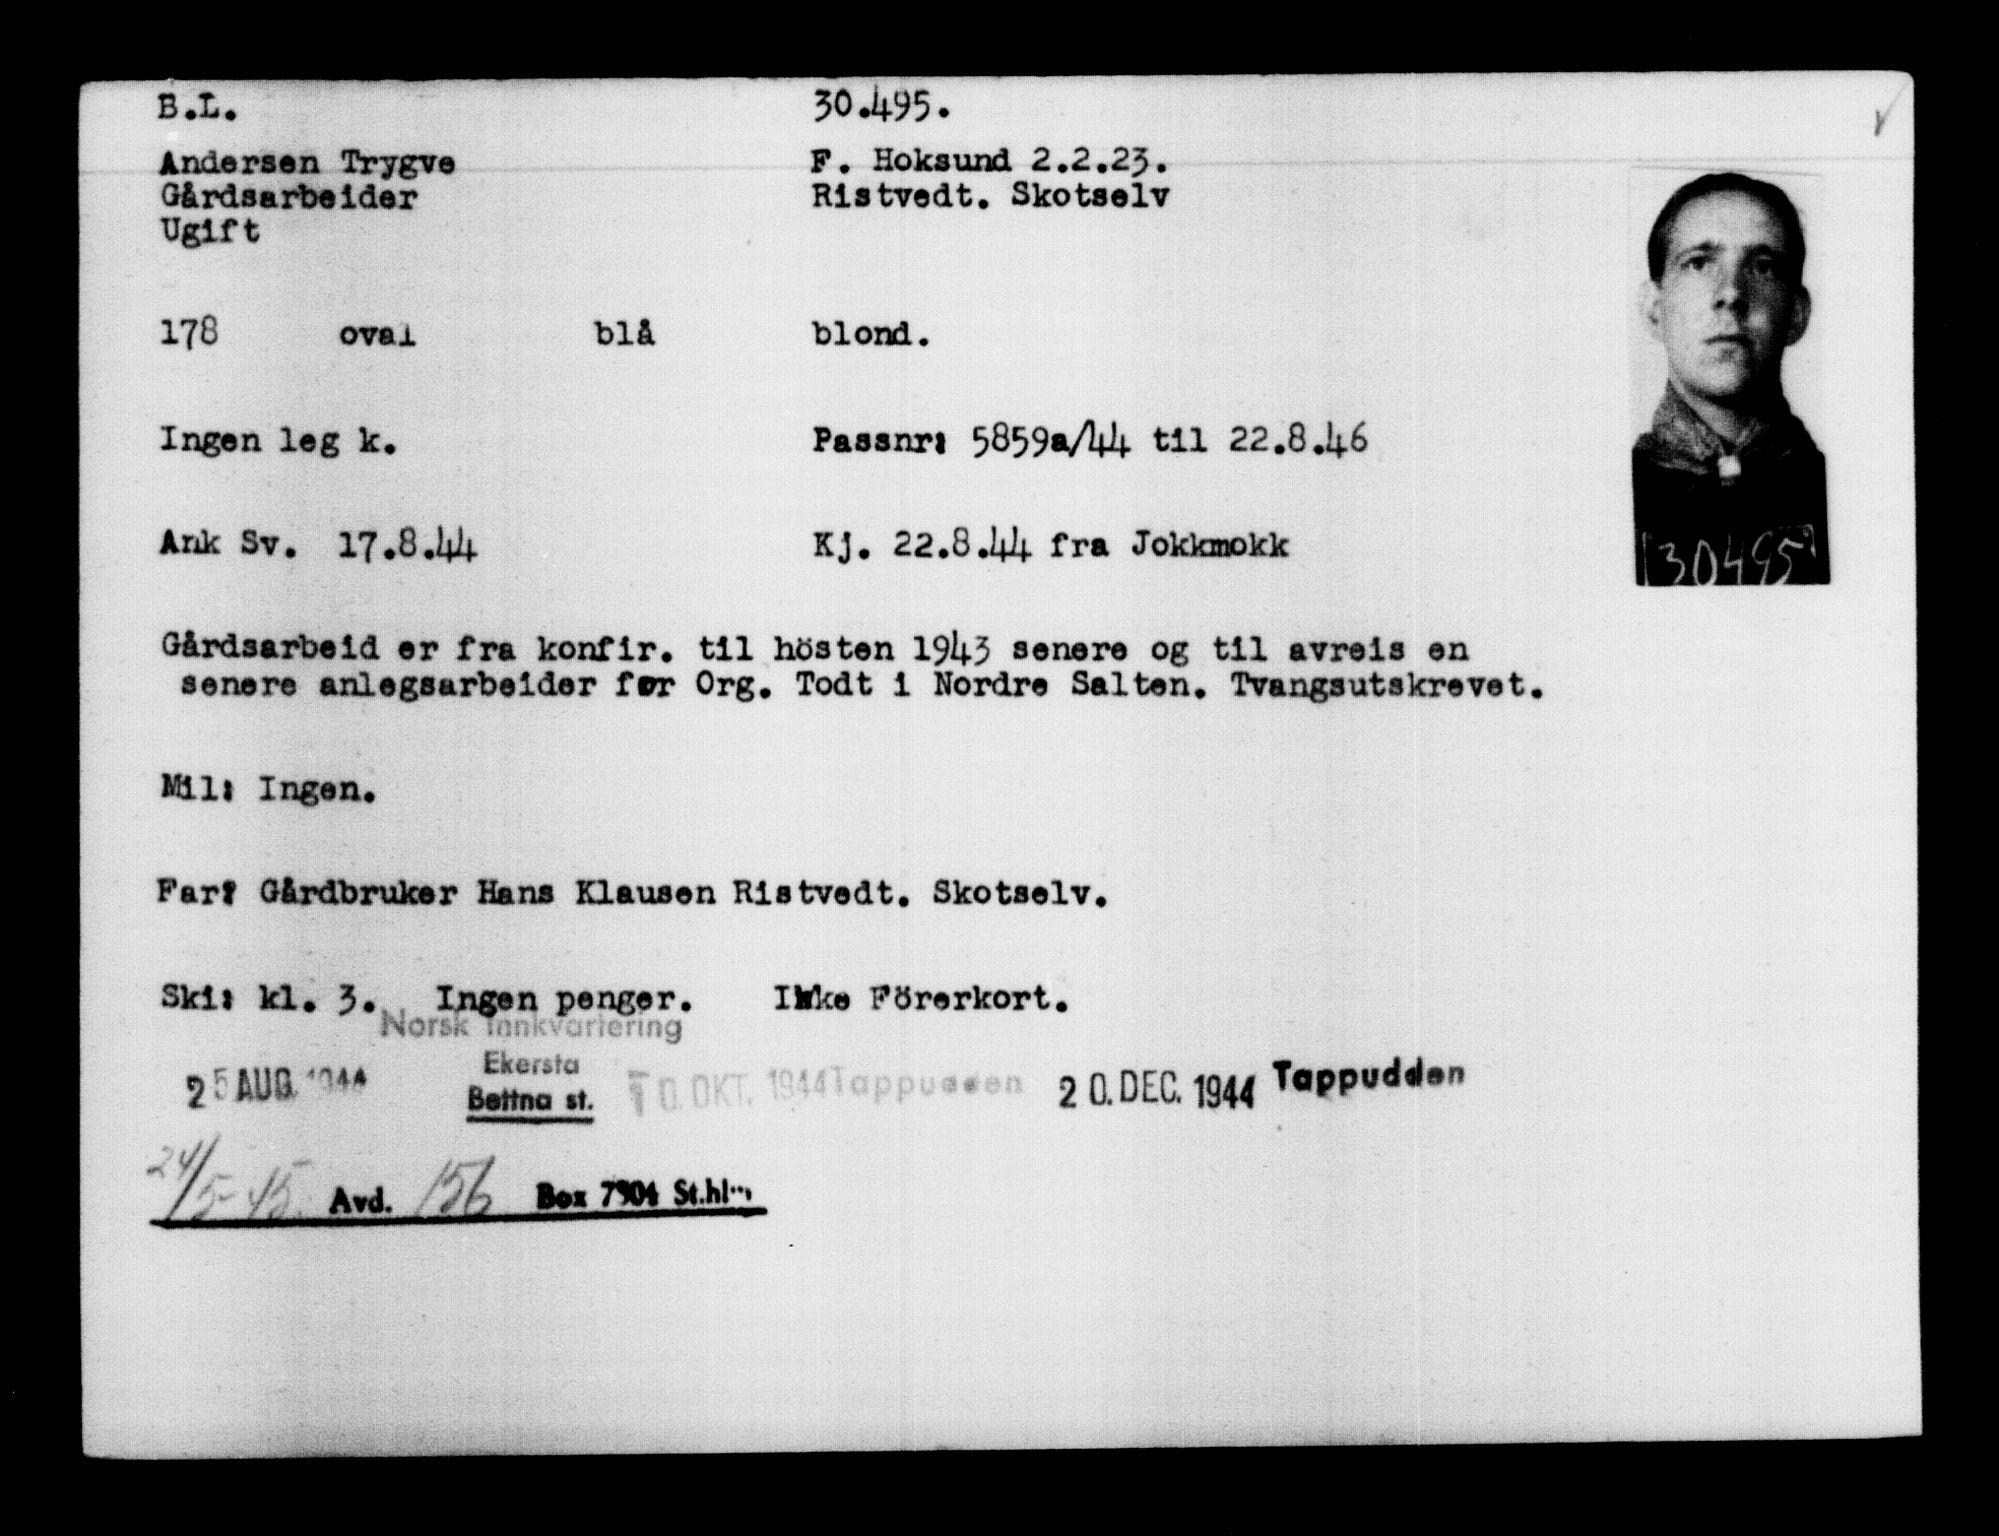 B.L. 30.495.
Andersen Trygve F. Hoksund 2.2.23.
Gårdsarbeider Ristvedt. Skotselv
Ugift
178 oval blå blond.
Ingen leg k. Passnr: 5859a/44 til 22.8.46
Ank Sv. 17.8.44 Kj. 22.8.44 fra Jokkmokk
30495
Gårdsarbeid er fra konfir. til hösten 1943 senere og til avreis en
senere anlegsarbeider for Org. Todt i Nordre Salten. Tvangsutskrevet.
Mil: Ingen.
Far: Gårdbruker Hans Klausen Ristvedt. Skotselv.
Ski: kl. 3. Ingen penger. Ikke Förerkort.
Norsk Innkvartering
Ekersta
Bettna st.
25 AUG. 1944 10. OKT. 1944 Tappudden 20. DEC. 1944 Tappudden
24/5-45. Avd. 156 Box 7904